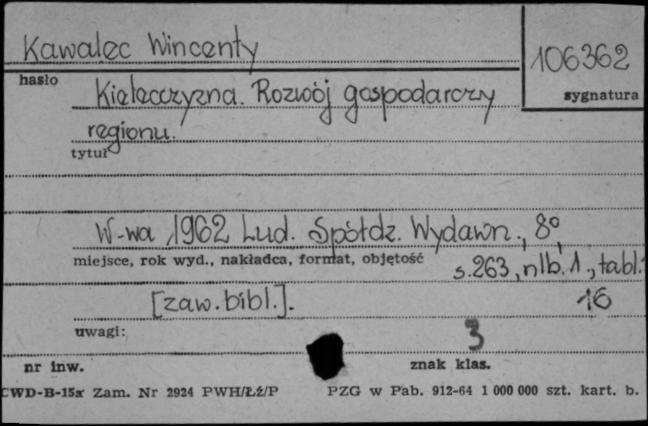 Kawalec Wincenty
106362
hasło
sygnatura
Kielecczyzna. Rozwój gospodarczy
regionu.
tytuł
W-wa, 1962 Lud. Spółdz. Wydawn., 8°,
miejsce, rok wyd., nakładca, format, objętość
s.263, nlb.1., tabl.
16
[zaw.bibl.].
uwagi:
3
nr inw.
znak klas.
CWD-B-15a Zam. Nr 2924 PWH/Łź/P PZG w Pab. 912-64 1 000 000 szt. kart. b.